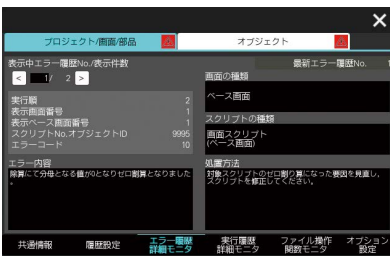 プロジェクト/画面/部品
オブジェクト
表示中エラー履歴No./表示件数
最新エラー履歴No. 1
< 1/ 2 >
画面の種類
ベース画面
実行順 2
表示画面番号 1
表示ベース画面番号 1
スクリプトNo.オブジェクトID 9995
エラーコード 10
スクリプトの種類
画面スクリプト
(ベース画面)
エラー内容
除算にて分母となる値が0となりゼロ割算となりました
。
処置方法
対象スクリプトのゼロ割り算になった要因を見直し、
スクリプトを修正してください。
共通情報
履歴設定
エラー履歴
詳細モニタ
実行履歴
詳細モニタ
ファイル操作
関数モニタ
オプション
設定